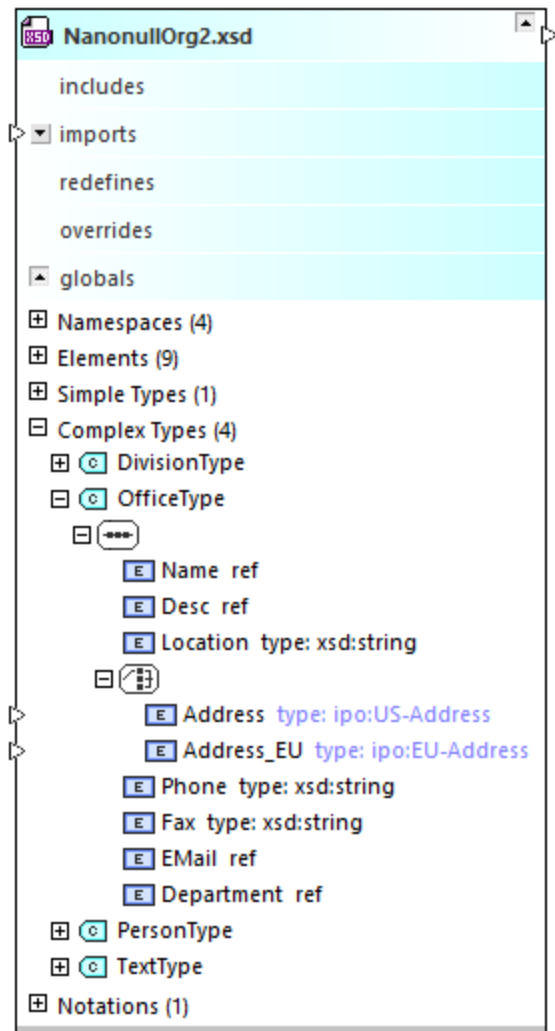 XSD NanonullOrg2.xsd
includes
imports
redefines
overrides
globals
Namespaces (4)
Elements (9)
Simple Types (1)
Complex Types (4)
C DivisionType
C OfficeType
E Name ref
E Desc ref
E Location type: xsd:string
E Address type: ipo:US-Address
E Address_EU type: ipo:EU-Address
E Phone type: xsd:string
E Fax type: xsd:string
E EMail ref
E Department ref
C PersonType
C TextType
Notations (1)